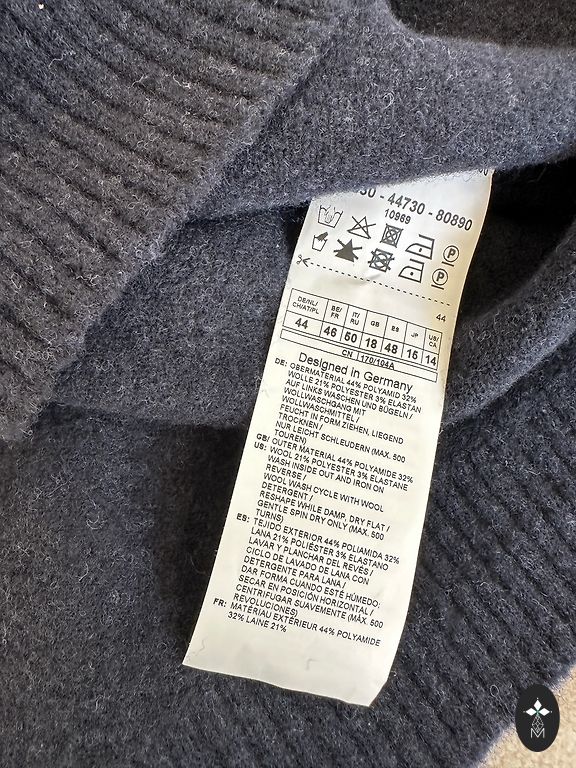 30 - 44730 - 80890
10969
P
P
44
DE/NL/ CH/AT/PL BE/ FR IT/ RU GB ES JP US/ CA
44 46 50 18 48 15 14
CN 170/104A
Designed in Germany
DE: OBERMATERIAL 44% POLYAMID 32%
WOLLE 21% POLYESTER 3% ELASTAN
AUF LINKS WASCHEN UND BÜGELN /
WOLLWASCHGANG MIT
WOLLWASCHMITTEL /
FEUCHT IN FORM ZIEHEN, LIEGEND
TROCKNEN /
NUR LEICHT SCHLEUDERN (MAX. 500
TOUREN)
GB/ OUTER MATERIAL 44% POLYAMIDE 32%
US: WOOL 21% POLYESTER 3% ELASTANE
WASH INSIDE OUT AND IRON ON
REVERSE /
WOOL WASH CYCLE WITH WOOL
DETERGENT /
RESHAPE WHILE DAMP, DRY FLAT /
GENTLE SPIN DRY ONLY (MAX. 500
TURNS)
ES: TEJIDO EXTERIOR 44% POLIAMIDA 32%
LANA 21% POLIÉSTER 3% ELASTANO
LAVAR Y PLANCHAR DEL REVÉS /
CICLO DE LAVADO DE LANA CON
DETERGENTE PARA LANA /
DAR FORMA CUANDO ESTÉ HÚMEDO;
SECAR EN POSICIÓN HORIZONTAL /
CENTRIFUGAR SUAVEMENTE (MÁX. 500
REVOLUCIONES)
FR: MATÉRIAU EXTÉRIEUR 44% POLYAMIDE
32% LAINE 21%
M